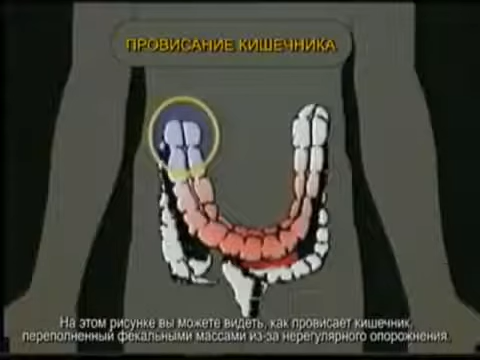 ПРОВИСАНИЕ КИШЕЧНИКА
На этом рисунке вы можете видеть, как провисает кишечник,
переполненный фекальными массами из-за нерегулярного опорожнения.